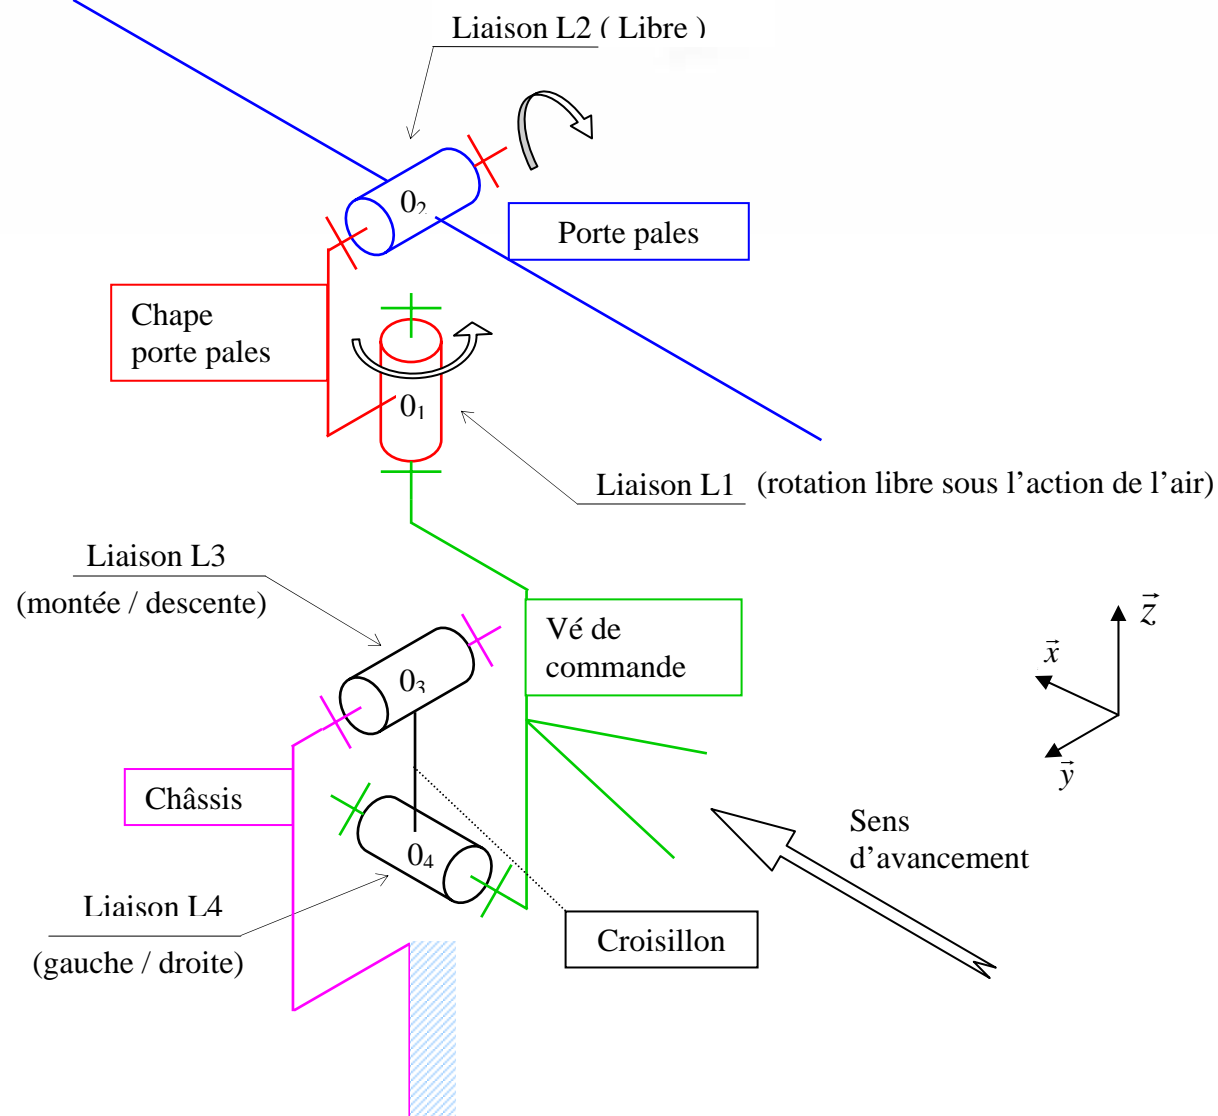 Liaison L2 ( Libre )
0₂
Porte pales
Chape
porte pales
0₁
Liaison L1 (rotation libre sous l’action de l’air)
Liaison L3
(montée / descente)
Vé de
commande
0₃
z⃗
x⃗
y⃗
Châssis
0₄
Sens
d’avancement
Liaison L4
(gauche / droite)
Croisillon